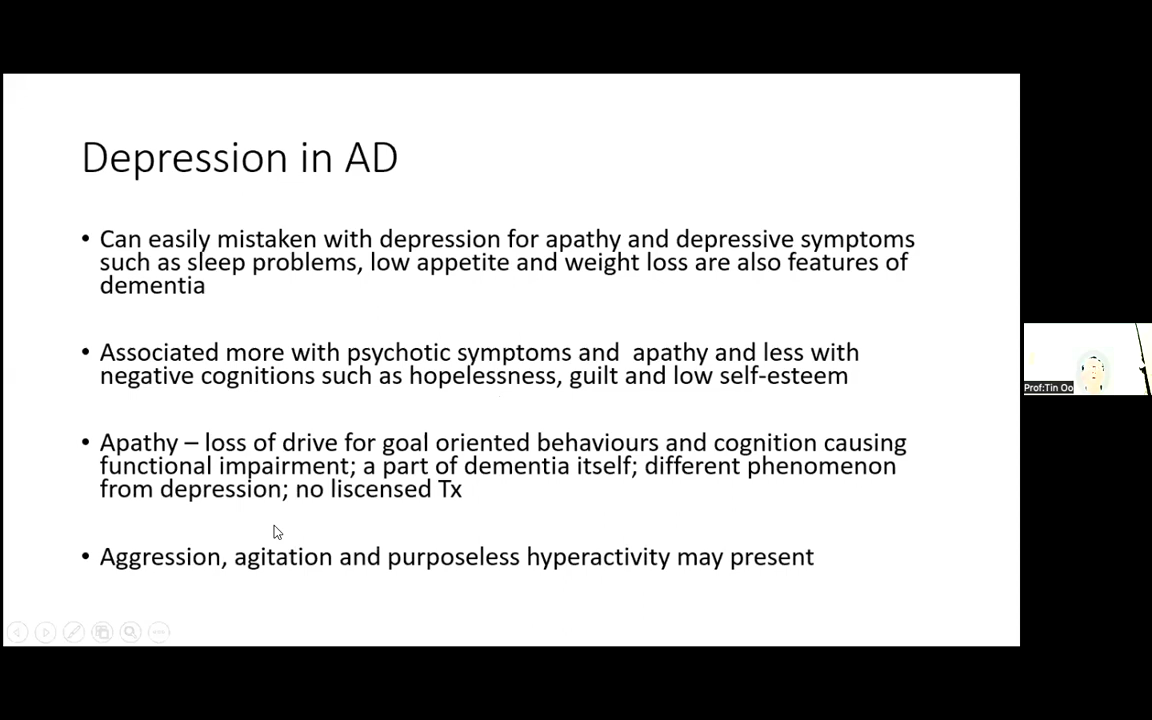 Depression in AD
• Can easily mistaken with depression for apathy and depressive symptoms
such as sleep problems, low appetite and weight loss are also features of
dementia
• Associated more with psychotic symptoms and  apathy and less with
negative cognitions such as hopelessness, guilt and low self-esteem
• Apathy – loss of drive for goal oriented behaviours and cognition causing
functional impairment; a part of dementia itself; different phenomenon
from depression; no liscensed Tx
• Aggression, agitation and purposeless hyperactivity may present
Prof:Tin Oo